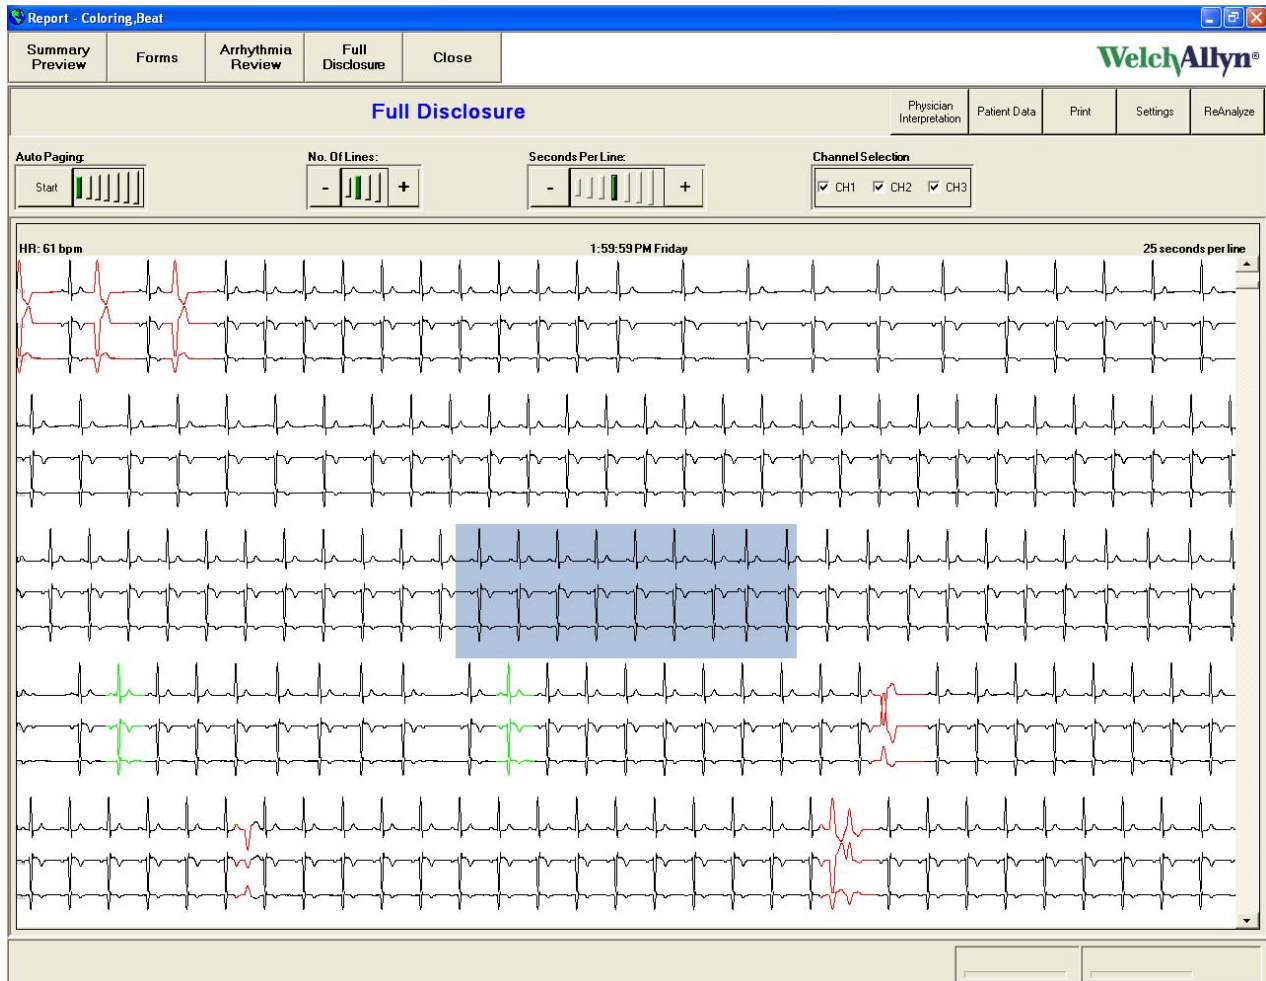 Report - Coloring,Beat
Summary Preview
Forms
Arrhythmia Review
Full Disclosure
Close
WelchAllyn®
Full Disclosure
Physician Interpretation
Patient Data
Print
Settings
ReAnalyze
Auto Paging:
No. Of Lines:
Seconds Per Line:
Channel Selection
Start
- +
- +
CH1 CH2 CH3
HR: 61 bpm
1:59:59 PM Friday
25 seconds per line